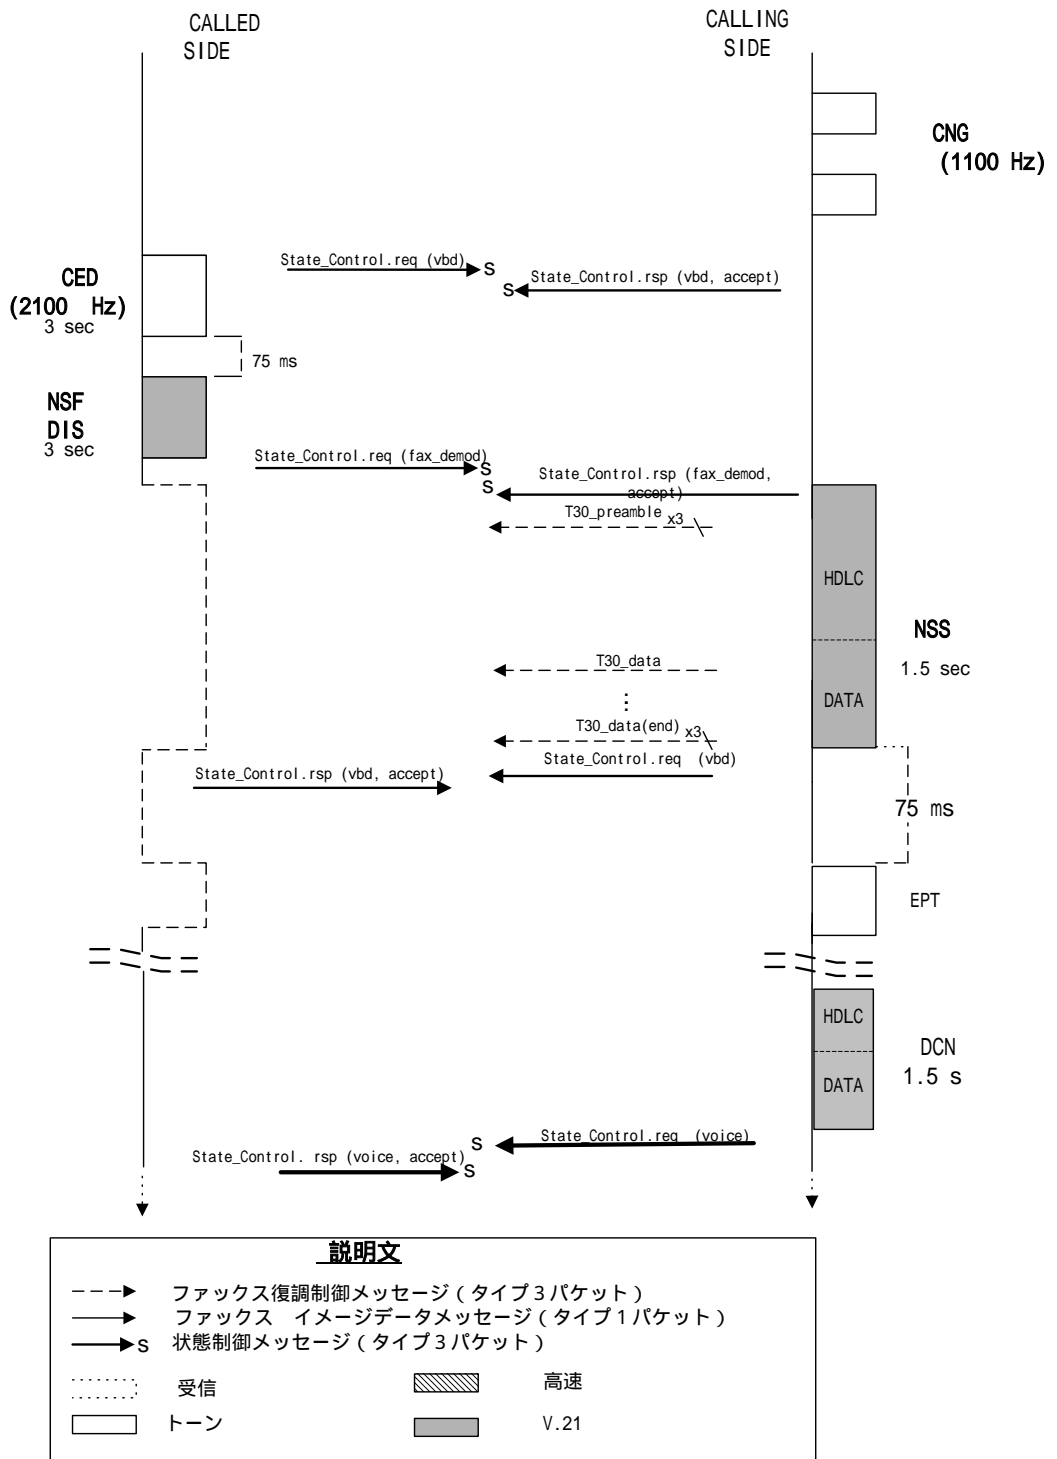 CALLED
SIDE
CALLING
SIDE
CNG
(1100 Hz)
State_Control.req (vbd)
S
State_Control.rsp (vbd, accept)
S
CED
(2100 Hz)
3 sec
75 ms
NSF
DIS
3 sec
State_Control.req (fax_demod)
S
State_Control.rsp (fax_demod,
accept)
S
T30_preamble
x3
HDLC
NSS
T30_data
1.5 sec
DATA
T30_data(end)
x3
State_Control.req (vbd)
State_Control.rsp (vbd, accept)
75 ms
EPT
HDLC
DCN
1.5 s
DATA
State_Control.req (voice)
S
State_Control. rsp (voice, accept)
S
説明文
ファックス復調制御メッセージ(タイプ3パケット)
ファックス　イメージデータメッセージ(タイプ1パケット)
S 状態制御メッセージ(タイプ3パケット)
受信
高速
トーン
V.21